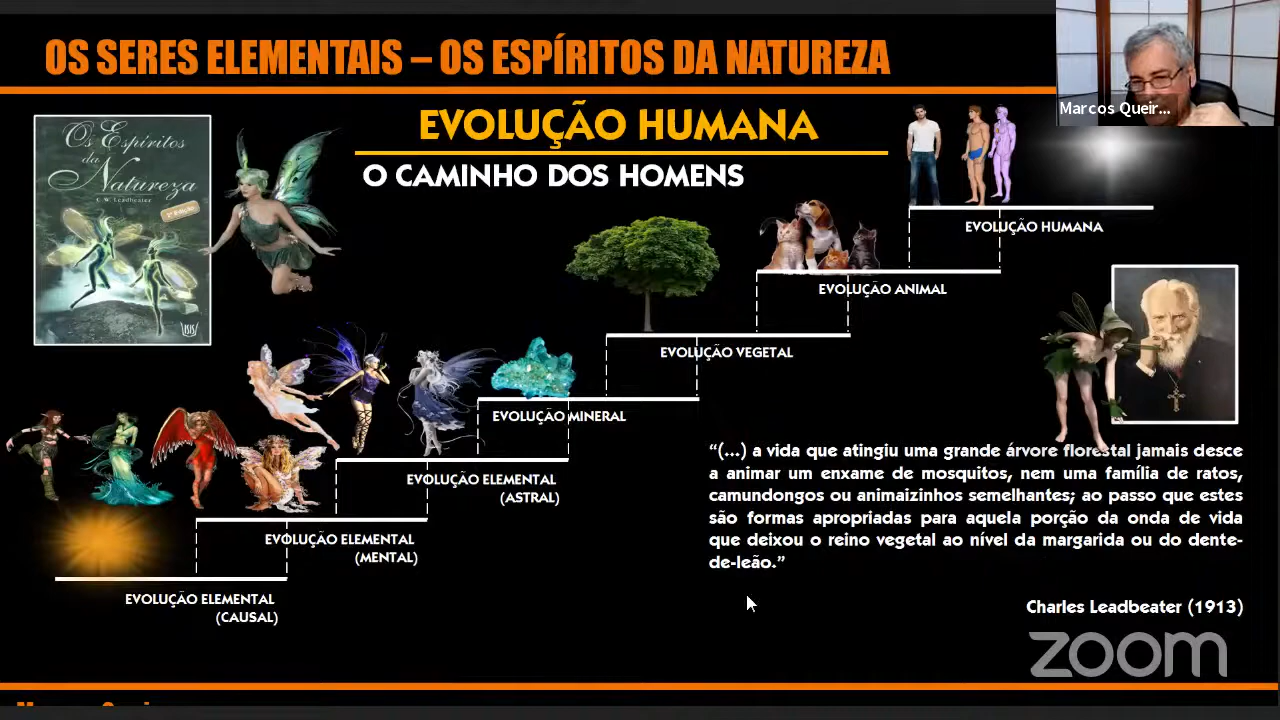 OS SERES ELEMENTAIS – OS ESPÍRITOS DA NATUREZA
Marcos Queir...
EVOLUÇÃO HUMANA
O CAMINHO DOS HOMENS
Os Espíritos
da
Natureza
C. W. Leadbeater
ISIS
EVOLUÇÃO HUMANA
EVOLUÇÃO ANIMAL
EVOLUÇÃO VEGETAL
EVOLUÇÃO MINERAL
EVOLUÇÃO ELEMENTAL
(ASTRAL)
EVOLUÇÃO ELEMENTAL
(MENTAL)
EVOLUÇÃO ELEMENTAL
(CAUSAL)
“(...) a vida que atingiu uma grande árvore florestal jamais desce
a animar um enxame de mosquitos, nem uma família de ratos,
camundongos ou animaizinhos semelhantes; ao passo que estes
são formas apropriadas para aquela porção da onda de vida
que deixou o reino vegetal ao nível da margarida ou do dente-
de-leão.”
Charles Leadbeater (1913)
zoom